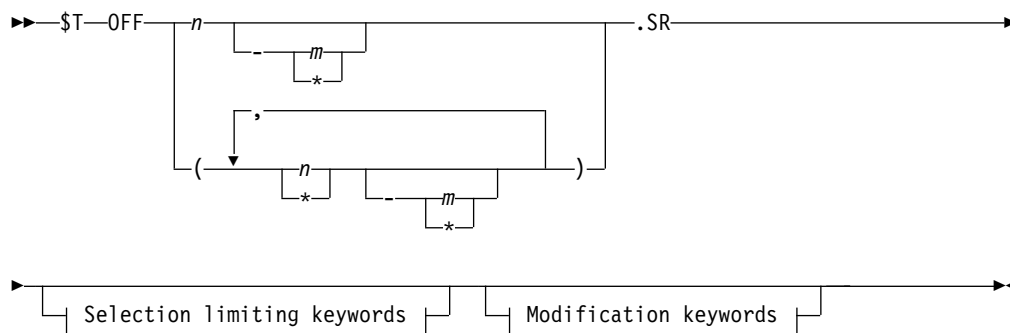 $T OFF n .SR
- m
*
,
( n )
*
- m
*
Selection limiting keywords Modification keywords